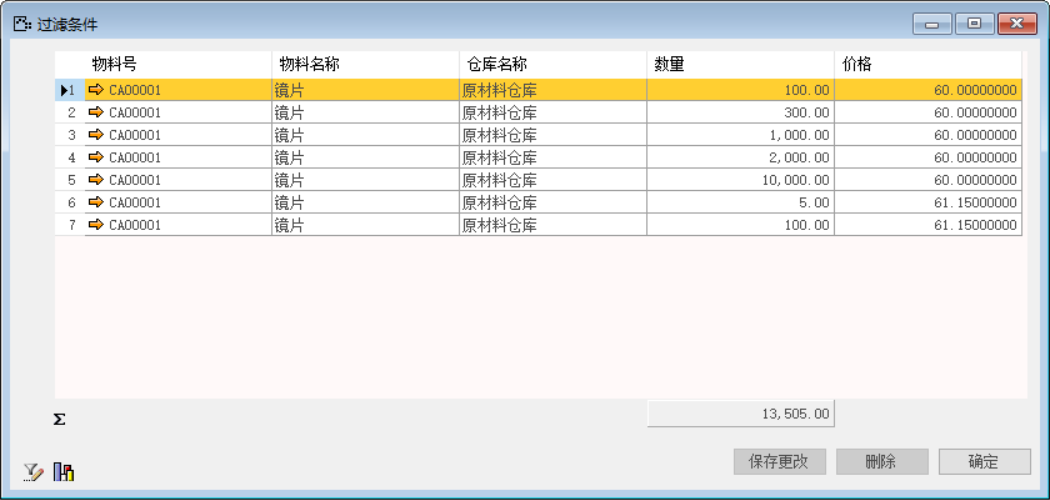 过滤条件
物料号 物料名称 仓库名称 数量 价格
1 CA00001 镜片 原材料仓库 100.00 60.00000000
2 CA00001 镜片 原材料仓库 300.00 60.00000000
3 CA00001 镜片 原材料仓库 1,000.00 60.00000000
4 CA00001 镜片 原材料仓库 2,000.00 60.00000000
5 CA00001 镜片 原材料仓库 10,000.00 60.00000000
6 CA00001 镜片 原材料仓库 5.00 61.15000000
7 CA00001 镜片 原材料仓库 100.00 61.15000000
Σ 13,505.00
保存更改 删除 确定